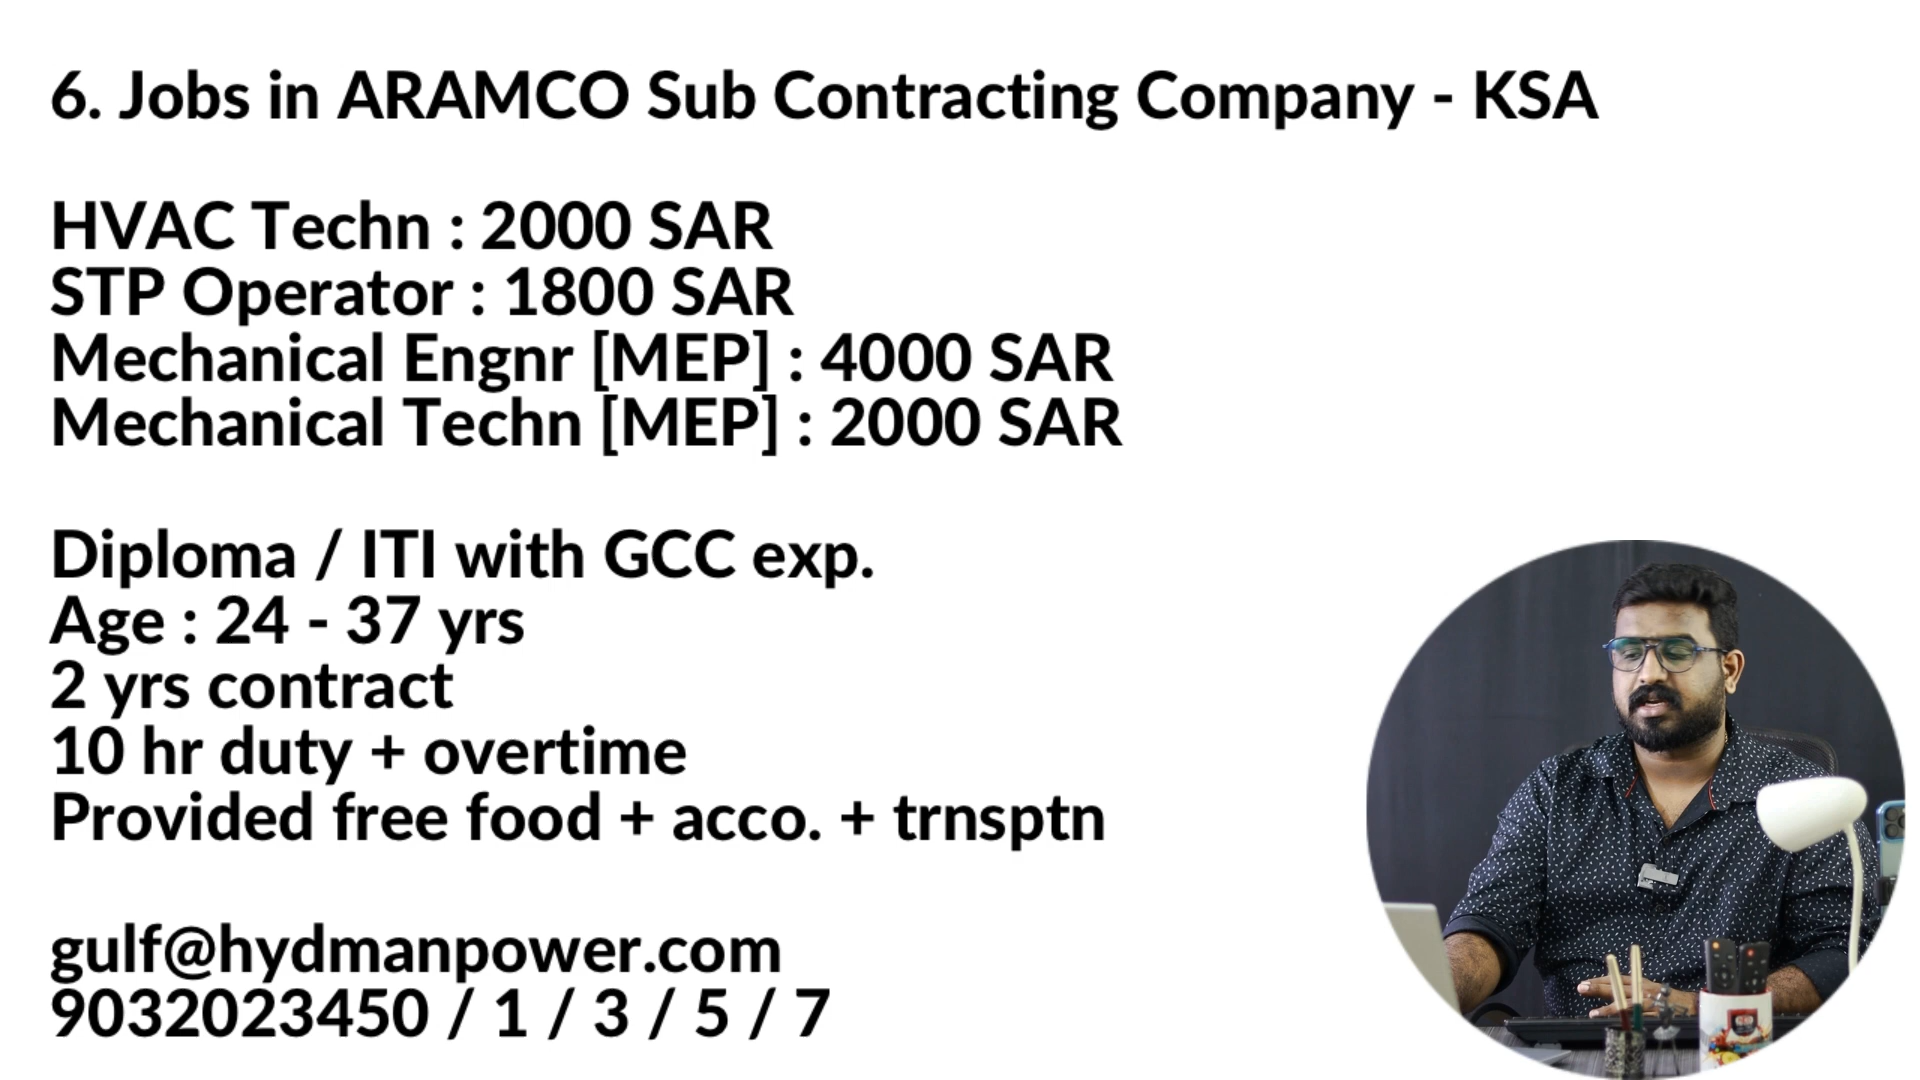 6. Jobs in ARAMCO Sub Contracting Company - KSA
HVAC Techn : 2000 SAR
STP Operator : 1800 SAR
Mechanical Engnr [MEP] : 4000 SAR
Mechanical Techn [MEP] : 2000 SAR
Diploma / ITI with GCC exp.
Age : 24 - 37 yrs
2 yrs contract
10 hr duty + overtime
Provided free food + acco. + trnsptn
gulf@hydmanpower.com
9032023450 / 1 / 3 / 5 / 7